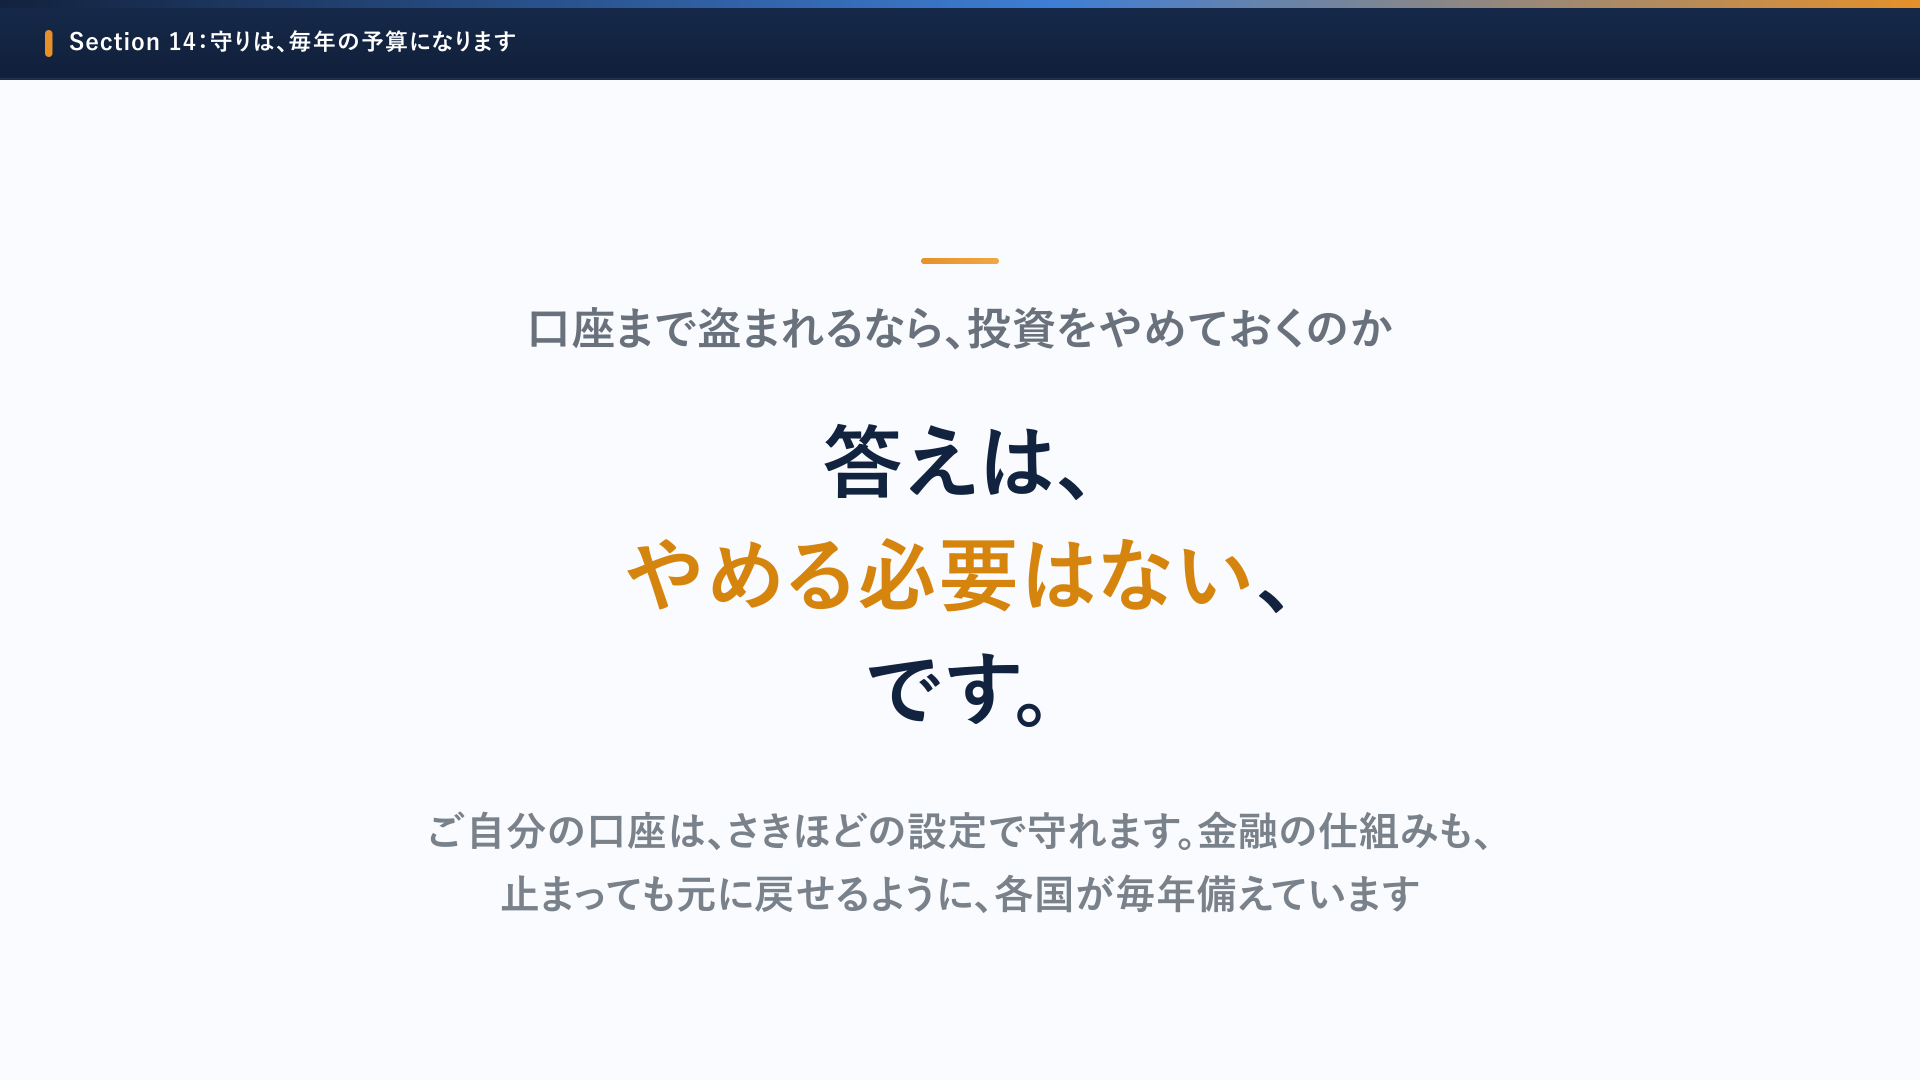 Section 14：守りは、毎年の予算になります
口座まで盗まれるなら、投資をやめておくのか
答えは、
やめる必要はない、
です。
ご自分の口座は、さきほどの設定で守れます。金融の仕組みも、
止まっても元に戻せるように、各国が毎年備えています